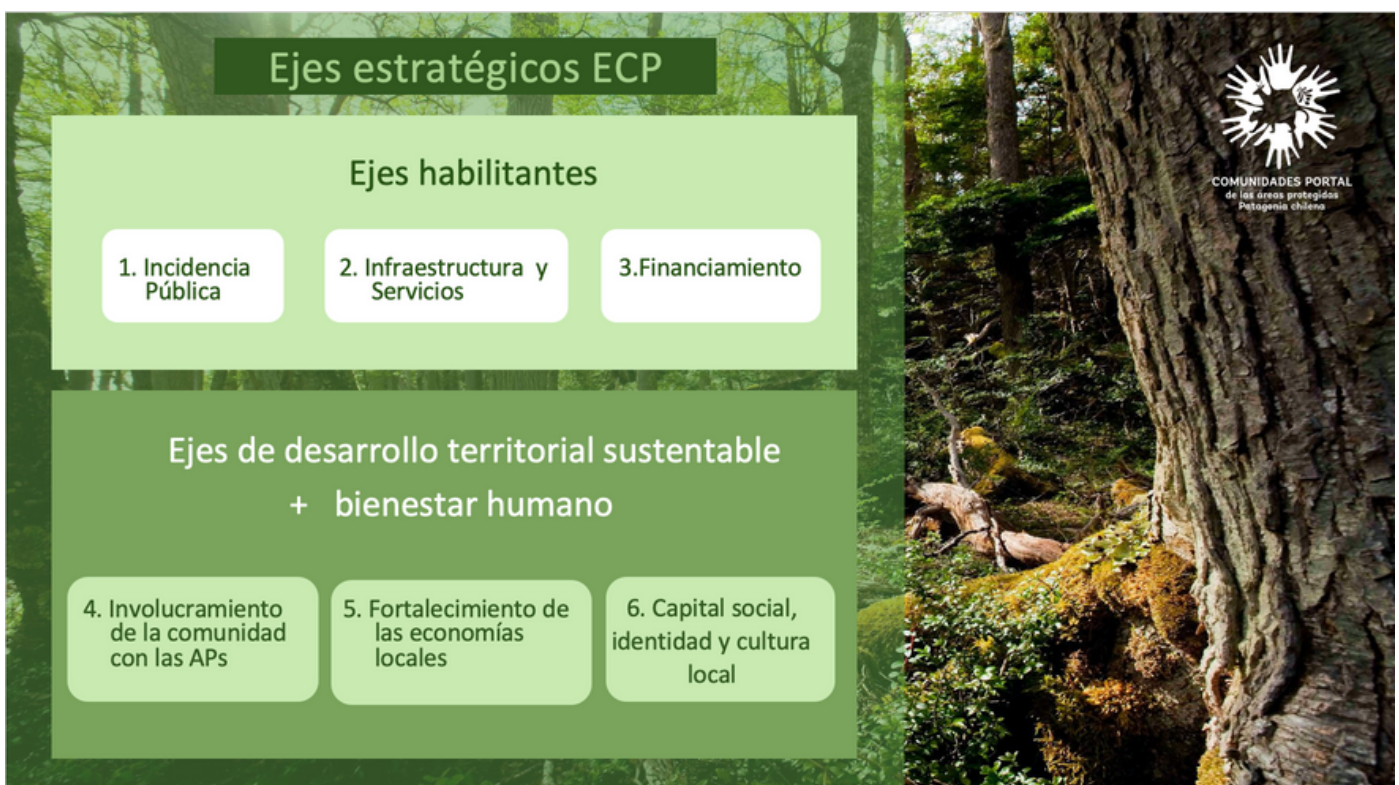 Ejes estratégicos ECP
COMUNIDADES PORTAL
de las áreas protegidas
Patagonia chilena
Ejes habilitantes
1. Incidencia
Pública
2. Infraestructura y
Servicios
3.Financiamiento
Ejes de desarrollo territorial sustentable
+ bienestar humano
4. Involucramiento
de la comunidad
con las APs
5. Fortalecimiento de
las economías
locales
6. Capital social,
identidad y cultura
local